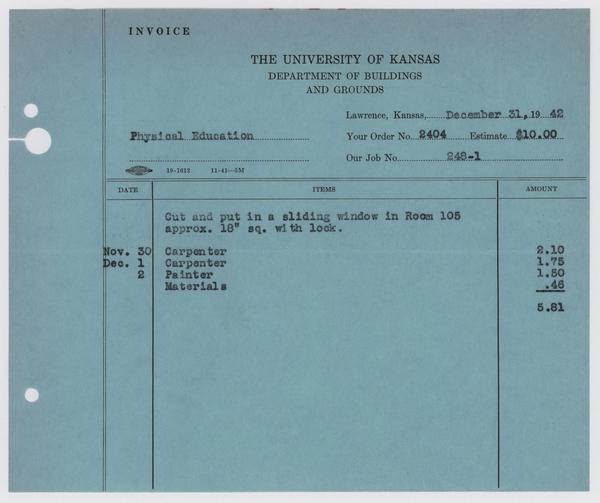 INVOICE
THE UNIVERSITY OF KANSAS
DEPARTMENT OF BUILDINGS
AND GROUNDS
Lawrence, Kansas, December 31, 19 42
Physical Education Your Order No. 2404 Estimate $10.00
Our Job No. 248-1
19-1612 11-41—5M
DATE ITEMS AMOUNT
Cut and put in a sliding window in Room 105
approx. 18" sq. with lock.
Nov. 30 Carpenter 2.10
Dec. 1 Carpenter 1.75
2 Painter 1.50
Materials .46
5.81